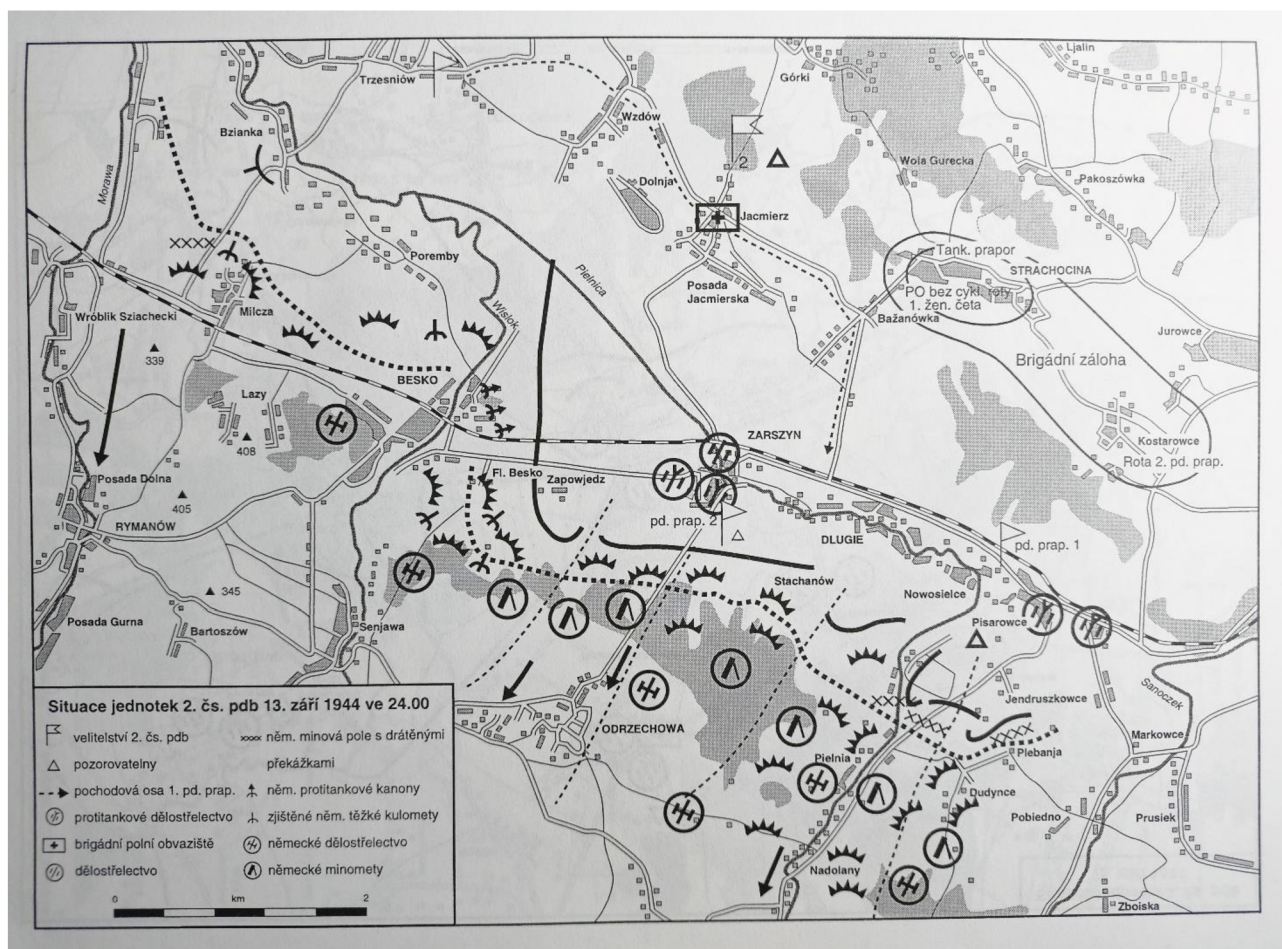 Trzesniów
Górki
Ljalin
Bzianka
Wzdów
2
Wola Gurecka
Pakoszówka
Morawa
Dolnja
Jacmierz
Poremby
Pielnica
Posada
Jacmierska
Tank. prapor
STRACHOCINA
PO bez cykl. roty
1. žen. četa
Bažanówka
Wróblik Sziachecki
Milcza
Wislok
Jurowce
339
Brigádní záloha
BESKO
Lazy
408
ZARSZYN
Kostarowce
Rota 2. pd. prap.
Posada Dolna
405
Fl. Besko
Zapowjedz
RYMANÓW
pd. prap. 2
DLUGIE
pd. prap. 1
Stachanów
345
Nowosielce
Posada Gurna
Bartoszów
Senjawa
Pisarowce
Jendruszkowce
Sanoczek
ODRZECHOWA
Markowce
Plebanja
Pielnia
Dudynce
Pobiedno
Prusiek
Nadolany
Zboiska
Situace jednotek 2. čs. pdb 13. září 1944 ve 24.00
velitelství 2. čs. pdb
xxxx něm. minová pole s drátěnými
pozorovatelny
překážkami
pochodová osa 1. pd. prap.
něm. protitankové kanony
protitankové dělostřelectvo
zjištěné něm. těžké kulomety
brigádní polní obvaziště
německé dělostřelectvo
dělostřelectvo
německé minomety
0 km 2